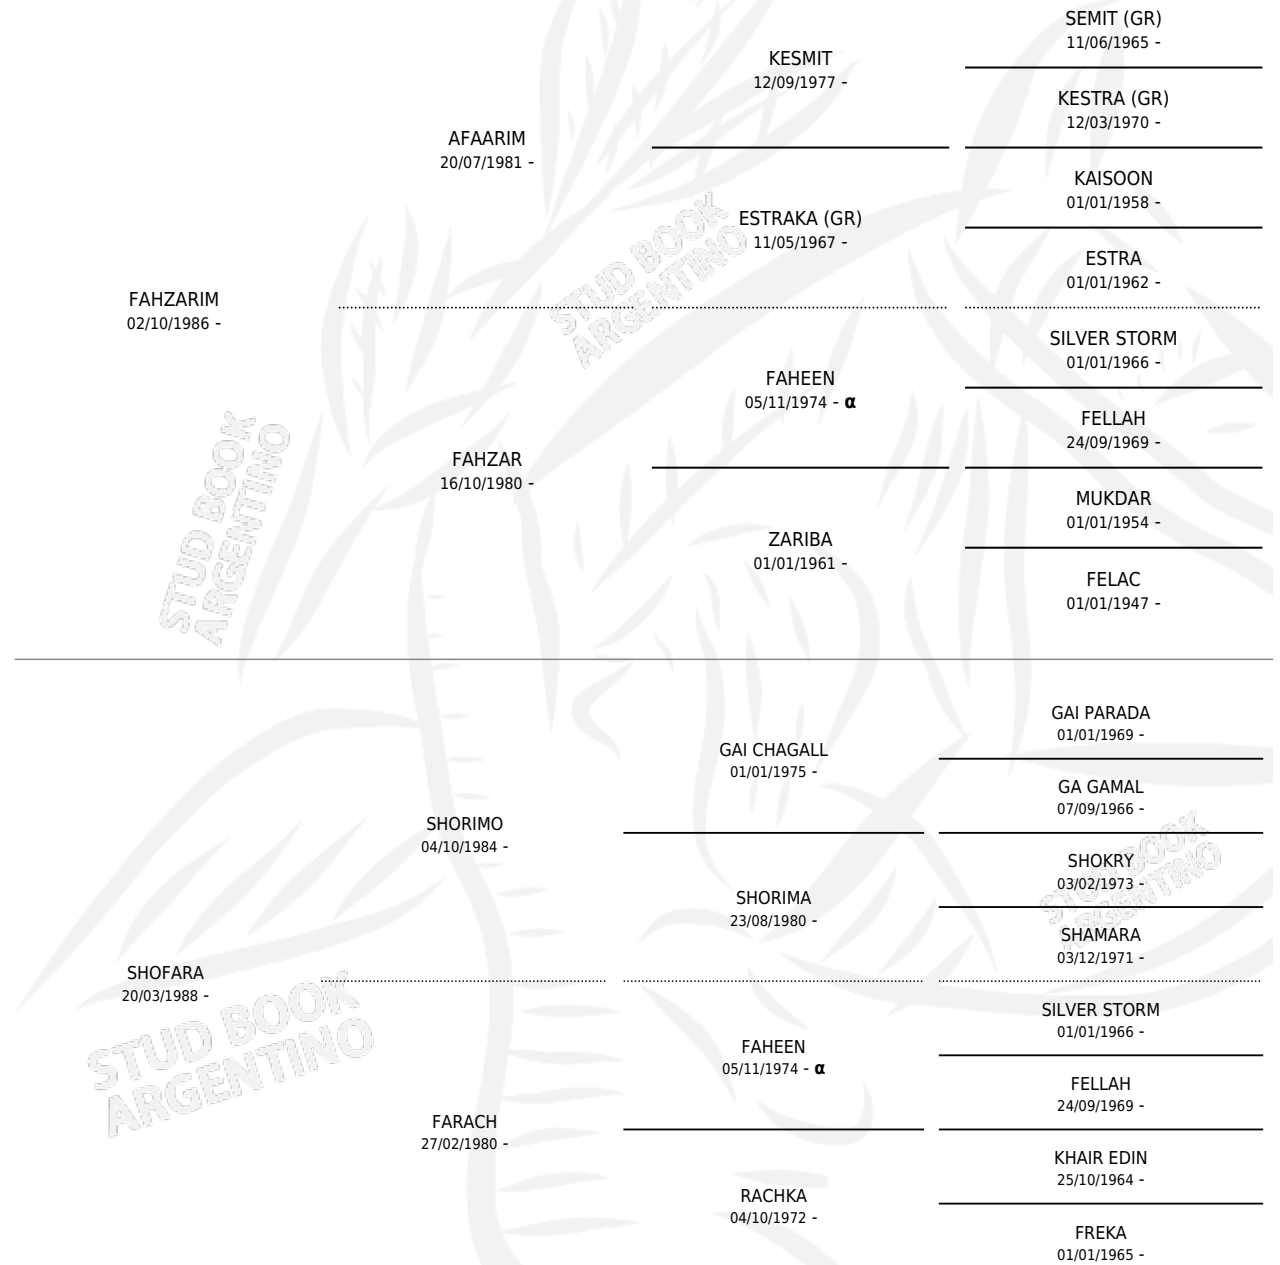 SEMIT (GR)
11/06/1965 -
KESMIT
12/09/1977 -
KESTRA (GR)
12/03/1970 -
AFAARIM
20/07/1981 -
KAISOON
01/01/1958 -
ESTRAKA (GR)
11/05/1967 -
ESTRA
01/01/1962 -
FAHZARIM
02/10/1986 -
SILVER STORM
01/01/1966 -
FAHEEN
05/11/1974 - α
FELLAH
24/09/1969 -
FAHZAR
16/10/1980 -
MUKDAR
01/01/1954 -
ZARIBA
01/01/1961 -
FELAC
01/01/1947 -
STUD BOOK
ARGENTINO
STUD BOOK
ARGENTINO
GAI PARADA
01/01/1969 -
GAI CHAGALL
01/01/1975 -
GA GAMAL
07/09/1966 -
SHORIMO
04/10/1984 -
SHOKRY
03/02/1973 -
SHORIMA
23/08/1980 -
SHAMARA
03/12/1971 -
SHOFARA
20/03/1988 -
SILVER STORM
01/01/1966 -
FAHEEN
05/11/1974 - α
FELLAH
24/09/1969 -
FARACH
27/02/1980 -
KHAIR EDIN
25/10/1964 -
RACHKA
04/10/1972 -
FREKA
01/01/1965 -
STUD BOOK
ARGENTINO
STUD BOOK
ARGENTINO